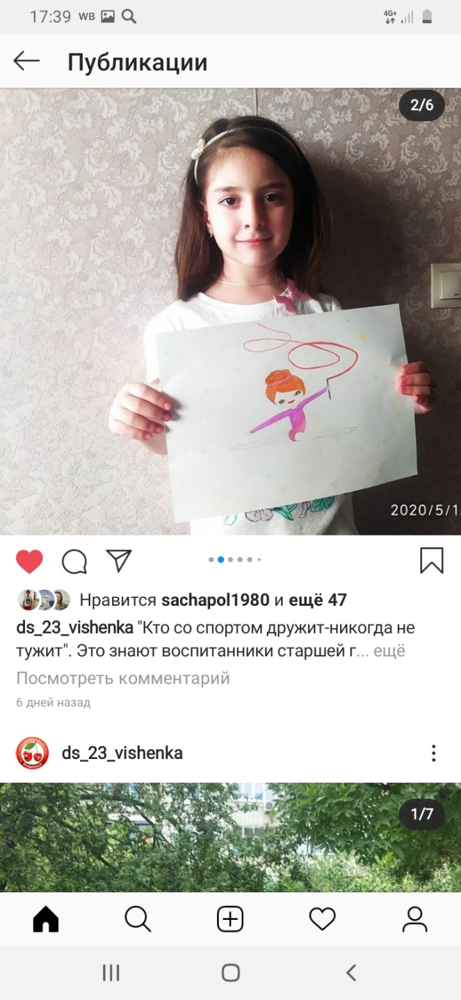 17:39 WB 4G+
Публикации
2/6
2020/5/1
Нравится sachapol1980 и ещё 47
ds_23_vishenka "Кто со спортом дружит-никогда не
тужит". Это знают воспитанники старшей г... ещё
Посмотреть комментарий
6 дней назад
ds_23_vishenka
1/7